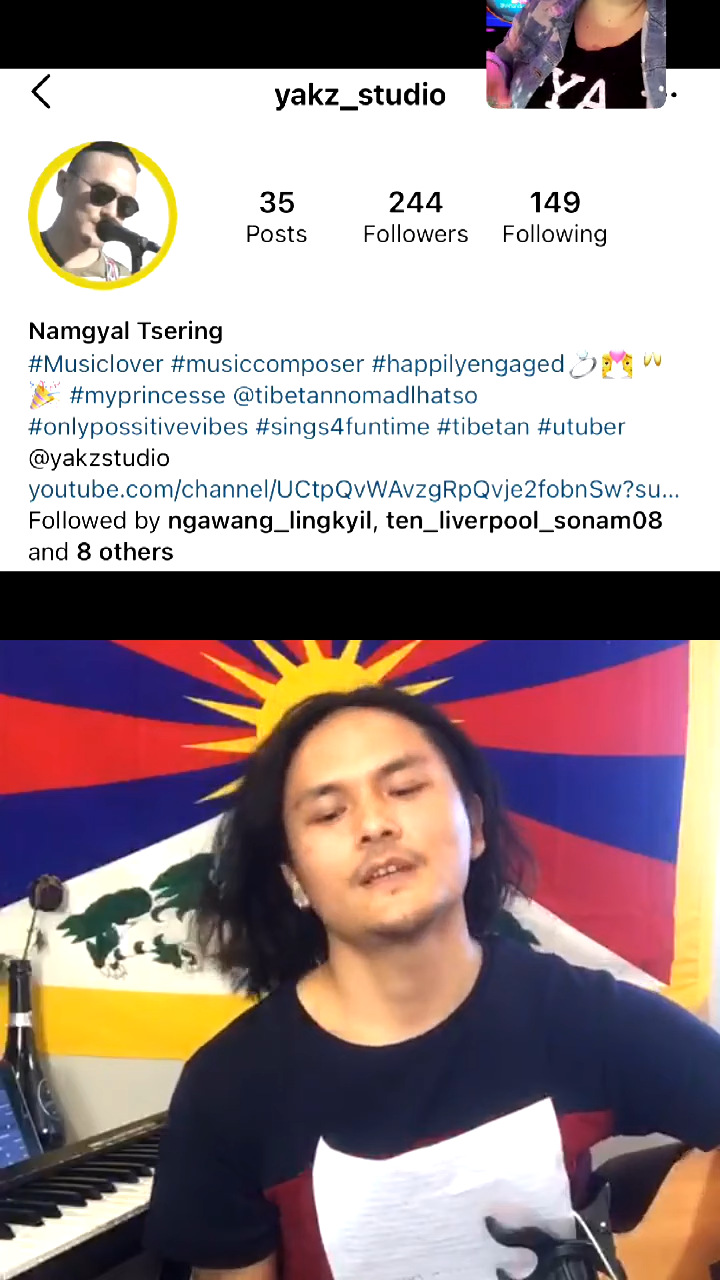 yakz_studio
YA
35
244
149
Posts
Followers
Following
Namgyal Tsering
#Musiclover #musiccomposer #happilyengaged💍💑🥂
🎉 #myprincesse @tibetannomadlhatso
#onlypossitivevibes #sings4funtime #tibetan #utuber
@yakzstudio
youtube.com/channel/UCtpQvWAvzgRpQvje2fobnSw?su...
Followed by ngawang_lingkyil, ten_liverpool_sonam08
and 8 others